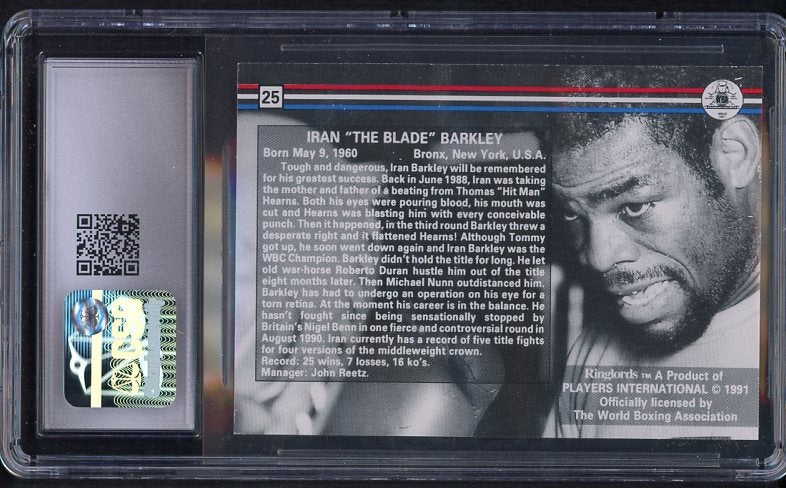 25
IRAN "THE BLADE" BARKLEY
Born May 9, 1960 Bronx, New York, U.S.A.
Tough and dangerous, Iran Barkley will be remembered
for his greatest success. Back in June 1988, Iran was taking
the mother and father of a beating from Thomas "Hit Man"
Hearns. Both his eyes were pouring blood, his mouth was
cut and Hearns was blasting him with every conceivable
punch. Then it happened, in the third round Barkley threw a
desperate right and it flattened Hearns! Although Tommy
got up, he soon went down again and Iran Barkley was the
WBC Champion. Barkley didn't hold the title for long. He let
old war-horse Roberto Duran hustle him out of the title
eight months later. Then Michael Nunn outdistanced him.
Barkley has had to undergo an operation on his eye for a
torn retina. At the moment his career is in the balance. He
hasn't fought since being sensationally stopped by
Britain's Nigel Benn in one fierce and controversial round in
August 1990. Iran currently has a record of five title fights
for four versions of the middleweight crown.
Record: 25 wins, 7 losses, 16 ko's.
Manager: John Reetz.
Ringlords TM A Product of
PLAYERS INTERNATIONAL © 1991
Officially licensed by
The World Boxing Association